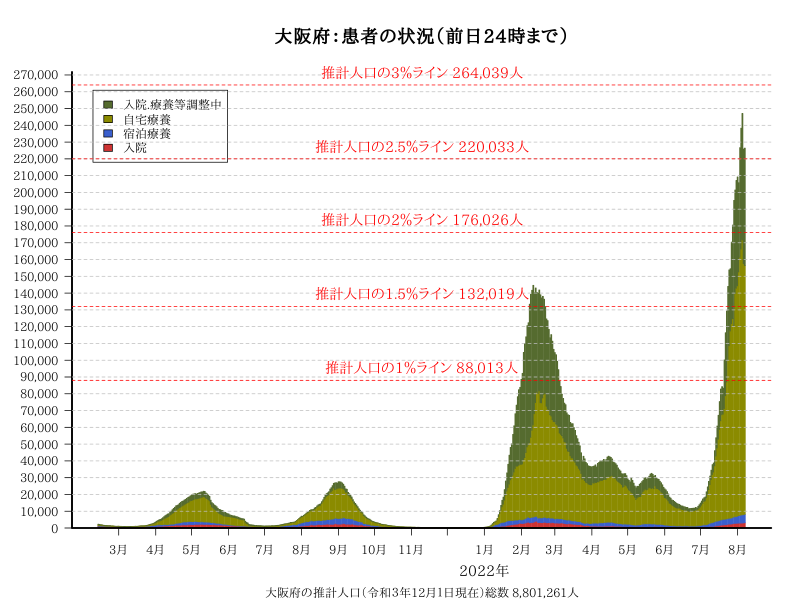 大阪府：患者の状況（前日24時まで）
推計人口の3%ライン 264,039人
推計人口の2.5%ライン 220,033人
推計人口の2%ライン 176,026人
推計人口の1.5%ライン 132,019人
推計人口の1%ライン 88,013人
入院,療養等調整中
自宅療養
宿泊療養
入院
270,000
260,000
250,000
240,000
230,000
220,000
210,000
200,000
190,000
180,000
170,000
160,000
150,000
140,000
130,000
120,000
110,000
100,000
90,000
80,000
70,000
60,000
50,000
40,000
30,000
20,000
10,000
0
3月 4月 5月 6月 7月 8月 9月 10月 11月 1月 2月 3月 4月 5月 6月 7月 8月
2022年
大阪府の推計人口（令和3年12月1日現在）総数 8,801,261人